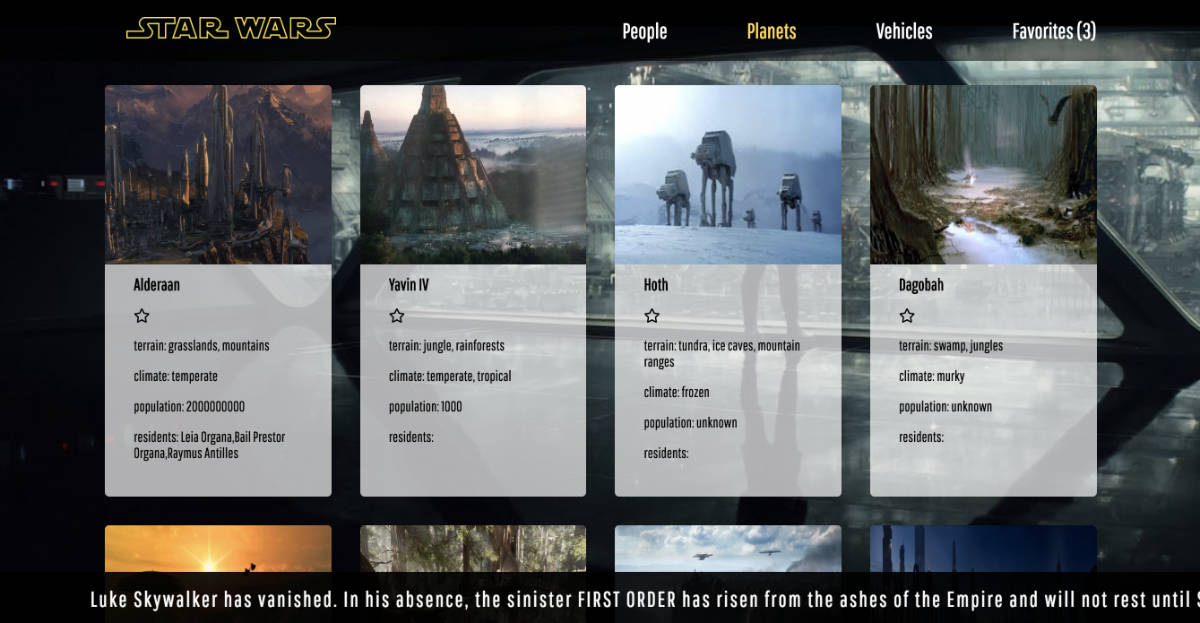 STAR WARS
People
Planets
Vehicles
Favorites (3)
Alderaan
terrain: grasslands, mountains
climate: temperate
population: 2000000000
residents: Leia Organa,Bail Prestor
Organa,Raymus Antilles
Yavin IV
terrain: jungle, rainforests
climate: temperate, tropical
population: 1000
residents:
Hoth
terrain: tundra, ice caves, mountain
ranges
climate: frozen
population: unknown
residents:
Dagobah
terrain: swamp, jungles
climate: murky
population: unknown
residents:
Luke Skywalker has vanished. In his absence, the sinister FIRST ORDER has risen from the ashes of the Empire and will not rest until